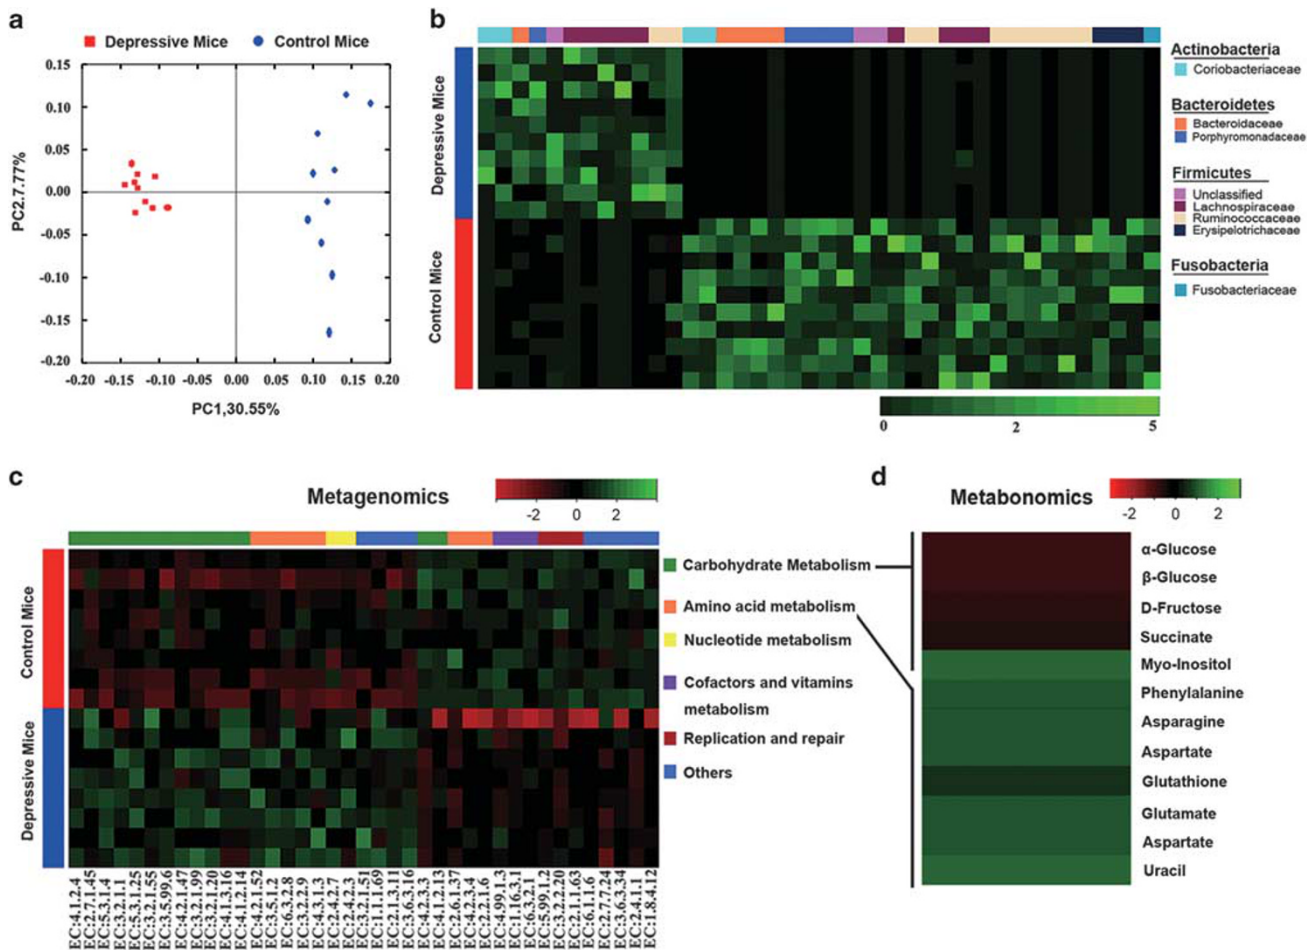 a
Depressive Mice
Control Mice
0.15
0.10
0.05
0.00
-0.05
-0.10
-0.15
-0.20
PC2.7.77%
-0.20
-0.15
-0.10
-0.05
0.00
0.05
0.10
0.15
0.20
PC1,30.55%
b
Depressive Mice
Control Mice
0
2
5
Actinobacteria
Coriobacteriaceae
Bacteroidetes
Bacteroidaceae
Porphyromonadaceae
Firmicutes
Unclassified
Lachnospiraceae
Ruminococcaceae
Erysipelotrichaceae
Fusobacteria
Fusobacteriaceae
c
Metagenomics
-2
0
2
Control Mice
Depressive Mice
Carbohydrate Metabolism
Amino acid metabolism
Nucleotide metabolism
Cofactors and vitamins
metabolism
Replication and repair
Others
EC:4.1.2.4
EC:2.7.1.45
EC:5.3.1.4
EC:3.2.1.1
EC:5.3.1.25
EC:3.2.1.55
EC:3.5.99.6
EC:4.2.1.47
EC:3.2.1.99
EC:3.2.1.20
EC:4.1.3.16
EC:4.1.2.14
EC:4.2.1.52
EC:3.5.1.2
EC:6.3.2.8
EC:3.2.2.9
EC:4.3.1.3
EC:2.4.2.7
EC:2.4.2.3
EC:3.2.1.51
EC:1.1.1.69
EC:2.1.3.11
EC:3.6.3.16
EC:4.2.3.3
EC:4.1.2.13
EC:2.6.1.37
EC:4.2.3.4
EC:2.2.1.6
EC:4.99.1.3
EC:1.16.3.1
EC:6.3.2.1
EC:5.99.1.2
EC:3.2.2.20
EC:2.1.1.63
EC:6.1.1.6
EC:2.7.7.24
EC:3.6.3.34
EC:2.4.1.1
EC:1.8.4.12
d
Metabonomics
-2
0
2
α-Glucose
β-Glucose
D-Fructose
Succinate
Myo-Inositol
Phenylalanine
Asparagine
Aspartate
Glutathione
Glutamate
Aspartate
Uracil